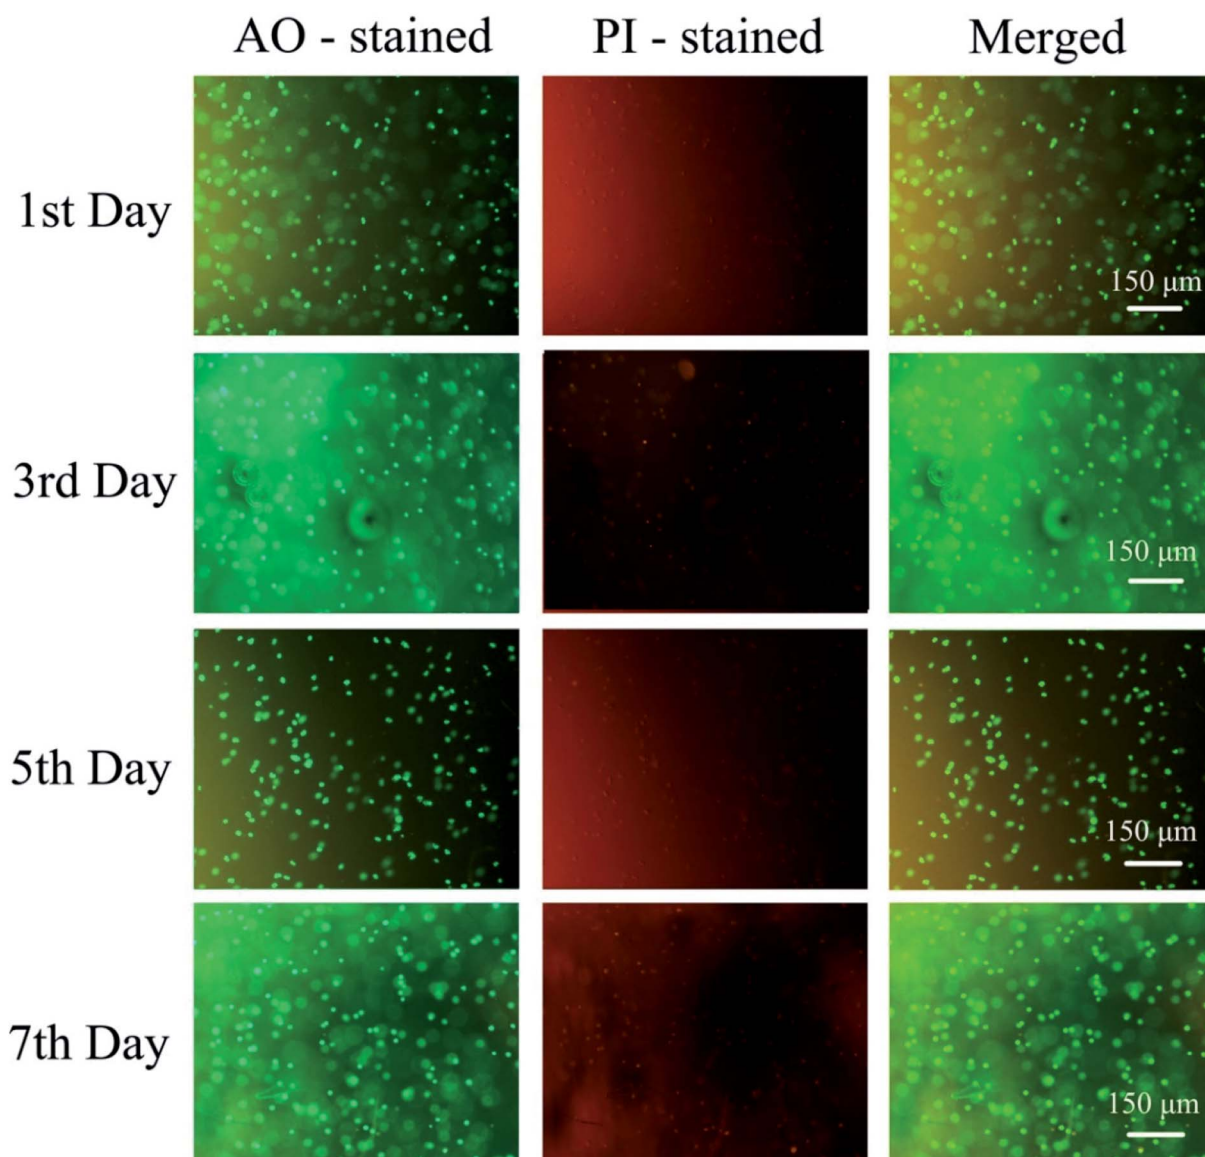 AO - stained PI - stained Merged
1st Day
150 μm
3rd Day
150 μm
5th Day
150 μm
7th Day
150 μm